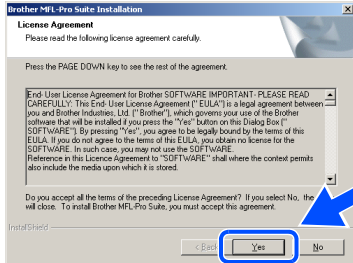 Brother MFL-Pro Suite Installation
License Agreement
Please read the following license agreement carefully.
Press the PAGE DOWN key to see the rest of the agreement.
End- User License Agreement for Brother SOFTWARE IMPORTANT- PLEASE READ
CAREFULLY: This End- User License Agreement (" EULA") is a legal agreement between
you and Brother Industries, Ltd. (" Brother"), which governs your use of the Brother
software that will be installed if you press the "Yes" button on this Dialog Box ("
SOFTWARE"). By pressing "Yes", you agree to be legally bound by the terms of this
EULA. If you do not agree to the terms of this EULA, you obtain no license for the
SOFTWARE. In such case, you may not use the SOFTWARE.
Reference in this Licence Agreement to "SOFTWARE" shall where the context permits
also include the media upon which it is stored.
Do you accept all the terms of the preceding License Agreement? If you select No, the
will close. To install Brother MFL-Pro Suite, you must accept this agreement.
InstallShield
< Back
Yes
No